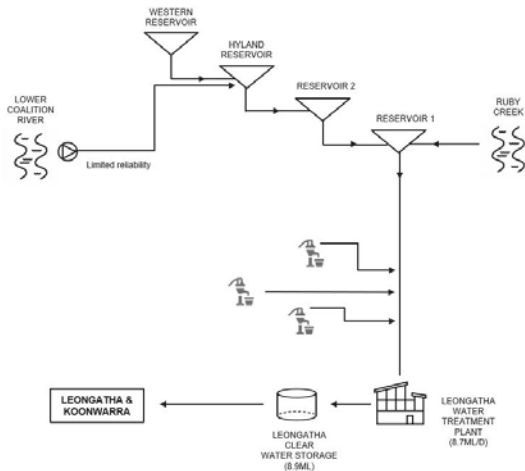 WESTERN
RESERVOIR
HYLAND
RESERVOIR
RESERVOIR 2
RESERVOIR 1
RUBY
CREEK
LOWER
COALITION
RIVER
Limited reliability
LEONGATHA &
KOONWARRA
LEONGATHA
CLEAR
WATER STORAGE
(8.9ML)
LEONGATHA
WATER
TREATMENT
PLANT
(8.7ML/D)